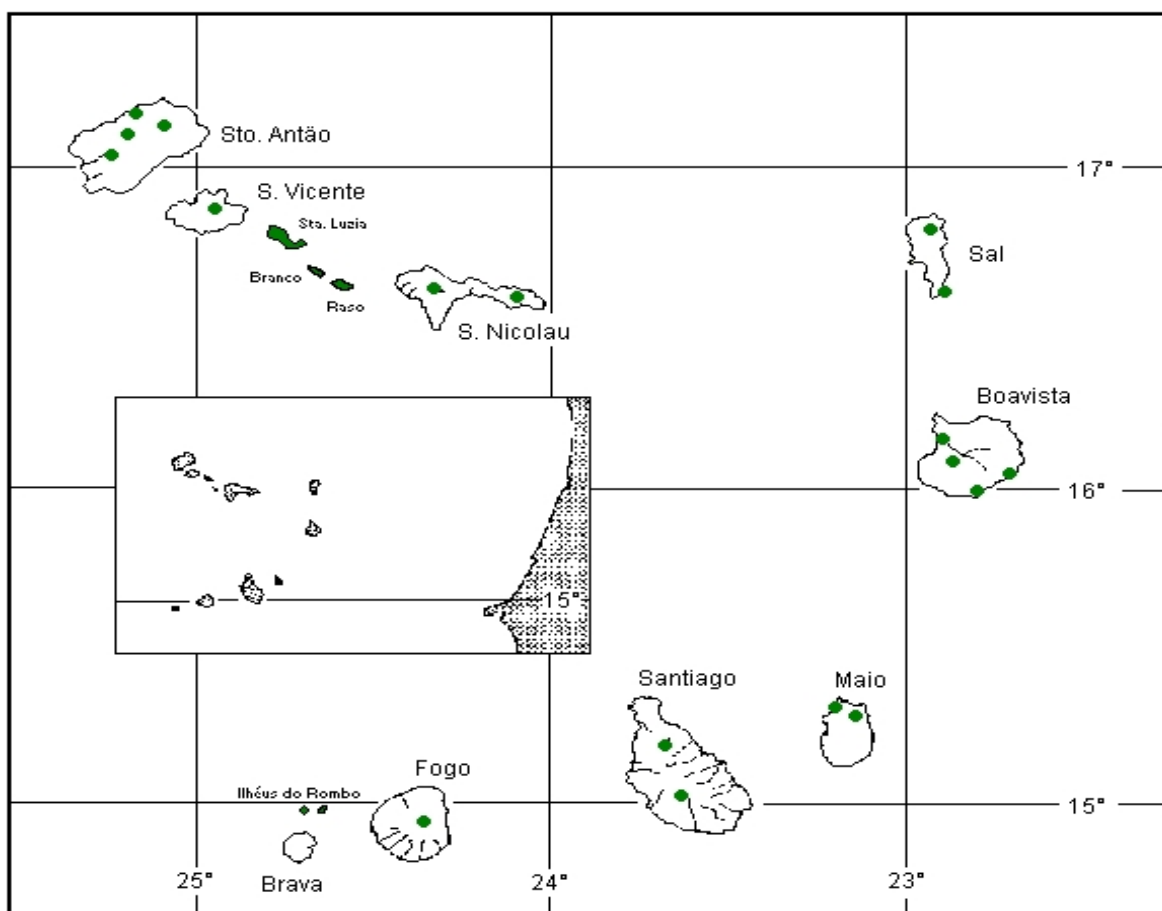 Sto. Antäo
17°
S. Vicente
Sta. Luzia
Branco
Raso
S. Nicolau
Sal
Boavista
16°
15°
Santiago
Maio
Ilhéus do Rombo
Fogo
15°
Brava
25°
24°
23°